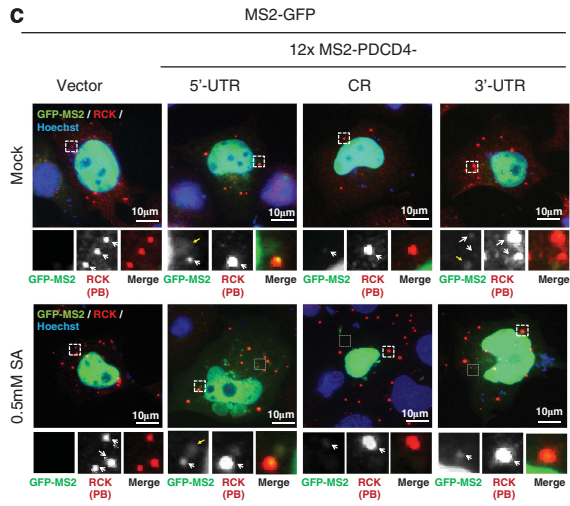 c
MS2-GFP
12x MS2-PDCD4-
Vector
5'-UTR
CR
3'-UTR
Mock
GFP-MS2 / RCK /
Hoechst
10µm
10µm
10µm
10µm
GFP-MS2 RCK (PB) Merge
GFP-MS2 RCK (PB) Merge
GFP-MS2 RCK (PB) Merge
GFP-MS2 RCK (PB) Merge
0.5mM SA
GFP-MS2 / RCK /
Hoechst
10µm
10µm
10µm
10µm
GFP-MS2 RCK (PB) Merge
GFP-MS2 RCK (PB) Merge
GFP-MS2 RCK (PB) Merge
GFP-MS2 RCK (PB) Merge